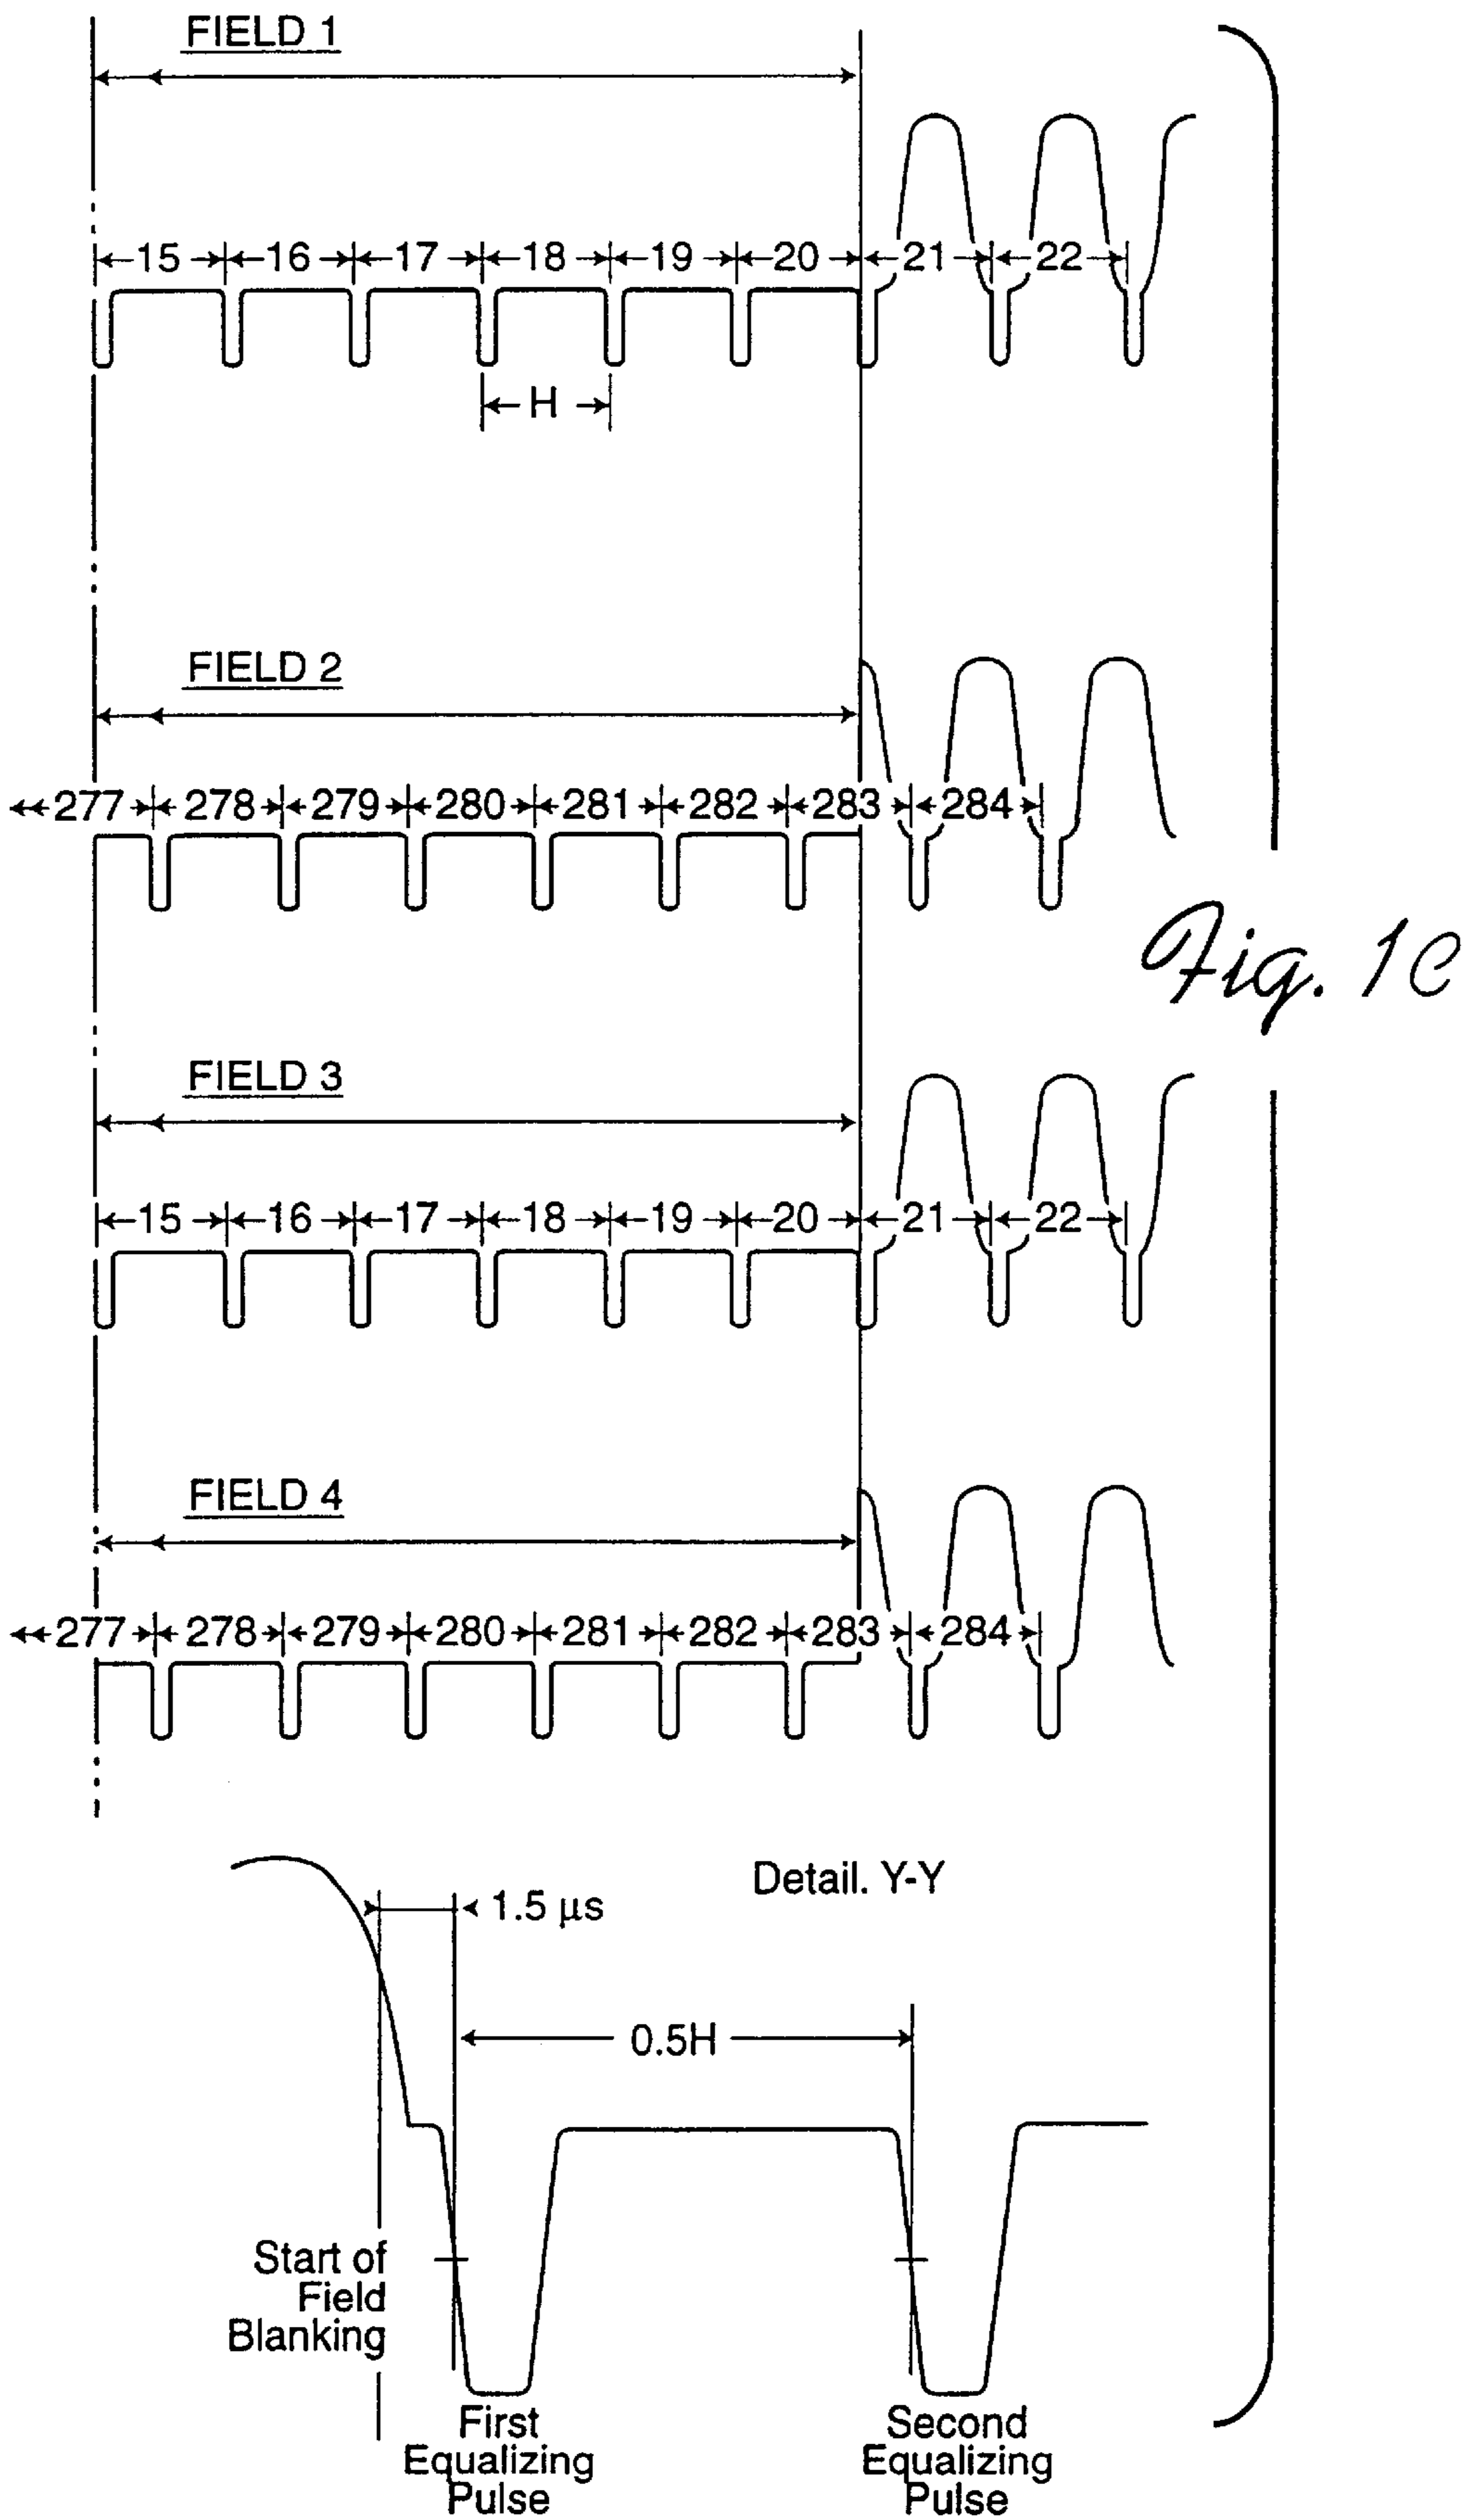 FIELD 1
15 16 17 18 19 20 21 22
H
FIELD 2
277 278 279 280 281 282 283 284
Fig. 1C
FIELD 3
15 16 17 18 19 20 21 22
FIELD 4
277 278 279 280 281 282 283 284
Detail. Y-Y
1.5 µs
0.5H
Start of
Field
Blanking
First
Equalizing
Pulse
Second
Equalizing
Pulse